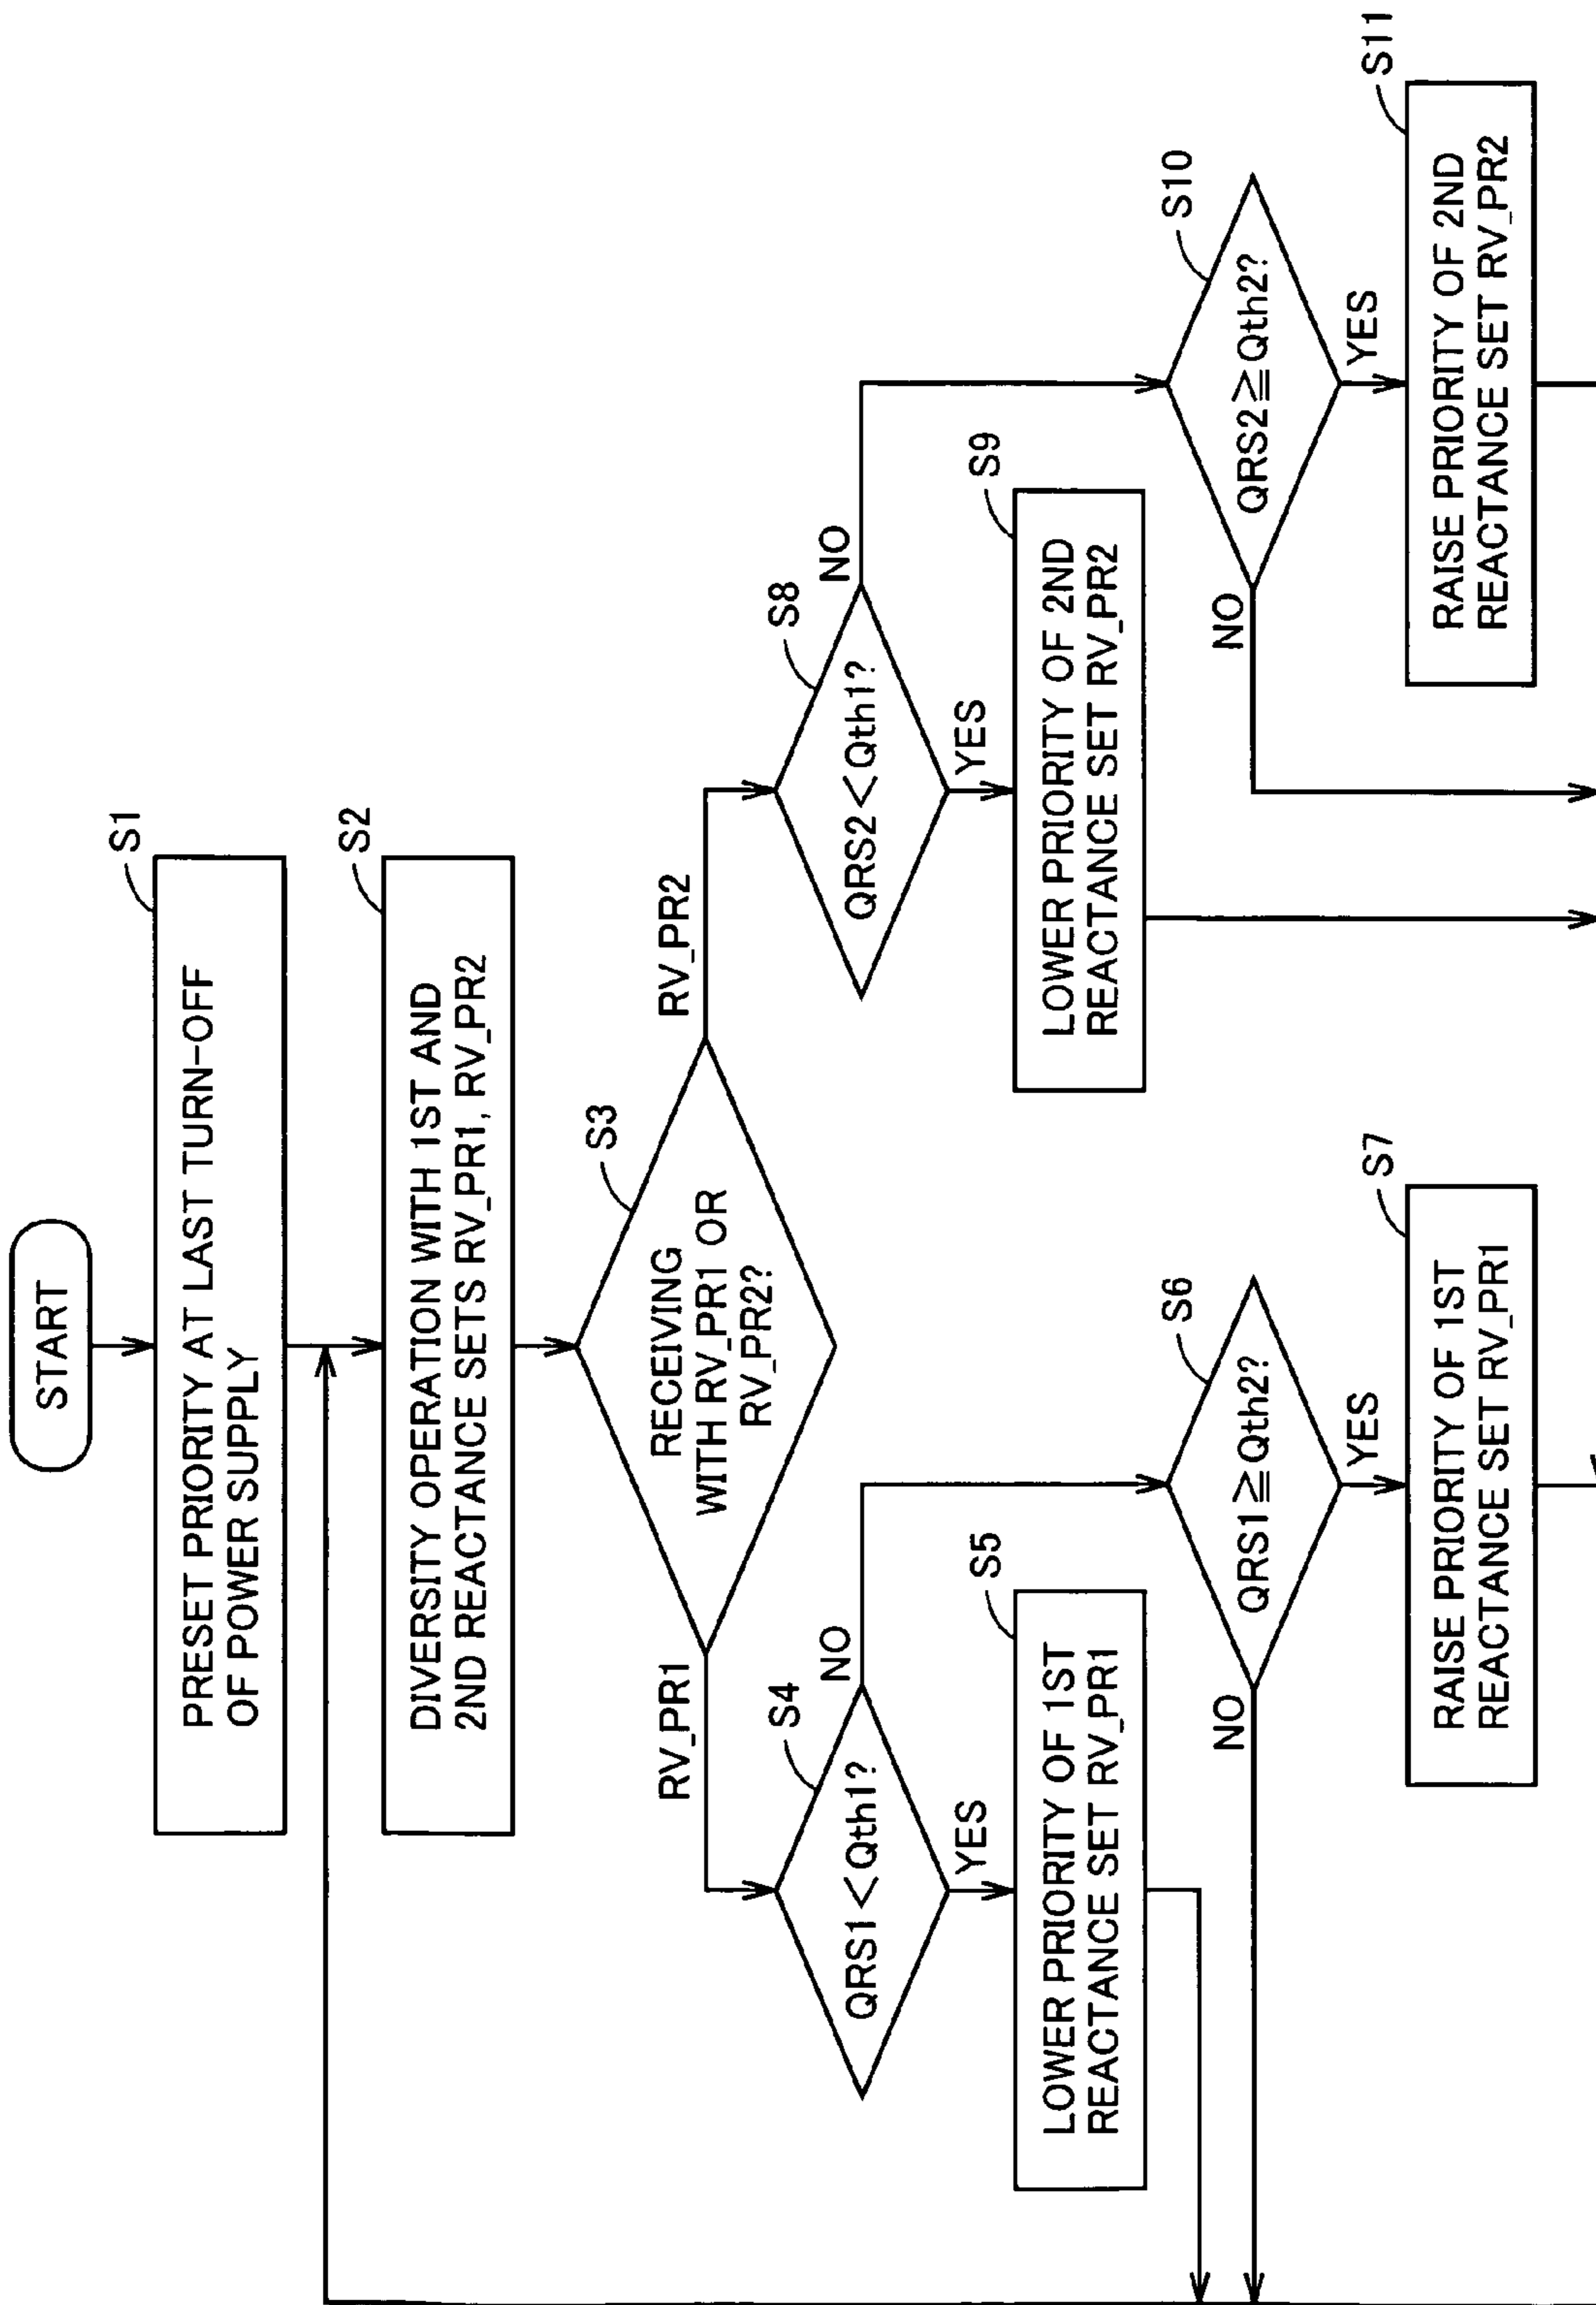 START
S1
PRESET PRIORITY AT LAST TURN-OFF
OF POWER SUPPLY
S2
DIVERSITY OPERATION WITH 1ST AND
2ND REACTANCE SETS RV_PR1, RV_PR2
S3
RECEIVING
WITH RV_PR1 OR
RV_PR2?
RV_PR1
RV_PR2
S4
QRS1<Qth1?
NO
YES
S5
LOWER PRIORITY OF 1ST
REACTANCE SET RV_PR1
S6
QRS1≧Qth2?
NO
YES
S7
RAISE PRIORITY OF 1ST
REACTANCE SET RV_PR1
S8
QRS2<Qth1?
NO
YES
S9
LOWER PRIORITY OF 2ND
REACTANCE SET RV_PR2
S10
QRS2≧Qth2?
NO
YES
S11
RAISE PRIORITY OF 2ND
REACTANCE SET RV_PR2